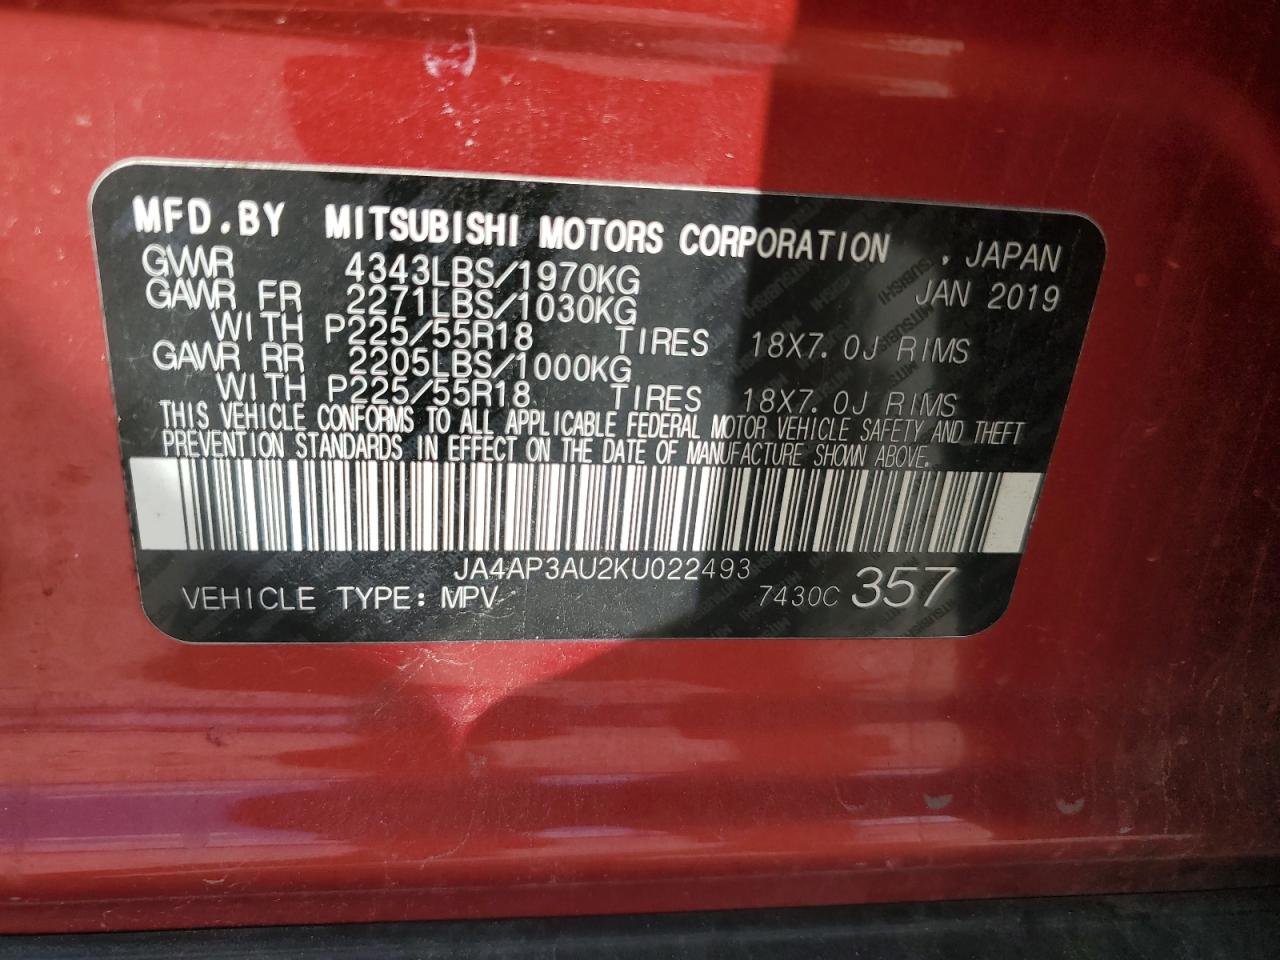 MFD.BY MITSUBISHI MOTORS CORPORATION , JAPAN
GVWR 4343LBS/1970KG JAN 2019
GAWR FR 2271LBS/1030KG
WITH P225/55R18 TIRES 18X7.0J RIMS
GAWR RR 2205LBS/1000KG
WITH P225/55R18 TIRES 18X7.0J RIMS
THIS VEHICLE CONFORMS TO ALL APPLICABLE FEDERAL MOTOR VEHICLE SAFETY AND THEFT
PREVENTION STANDARDS IN EFFECT ON THE DATE OF MANUFACTURE SHOWN ABOVE.
JA4AP3AU2KU022493
VEHICLE TYPE: MPV 7430C 357